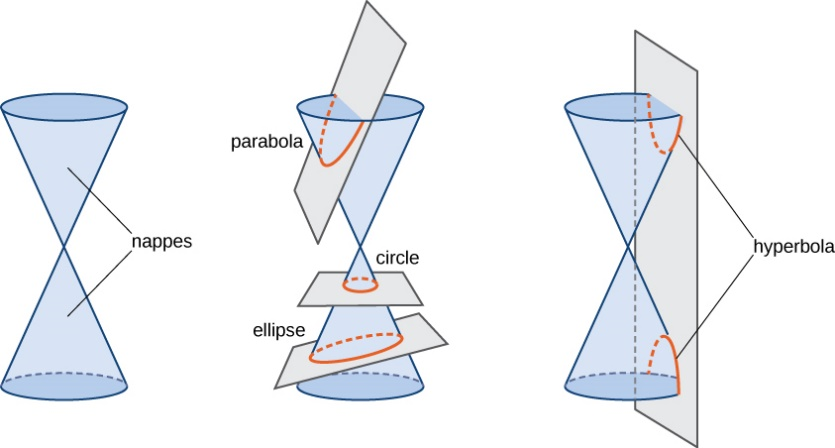 nappes
parabola
circle
ellipse
hyperbola